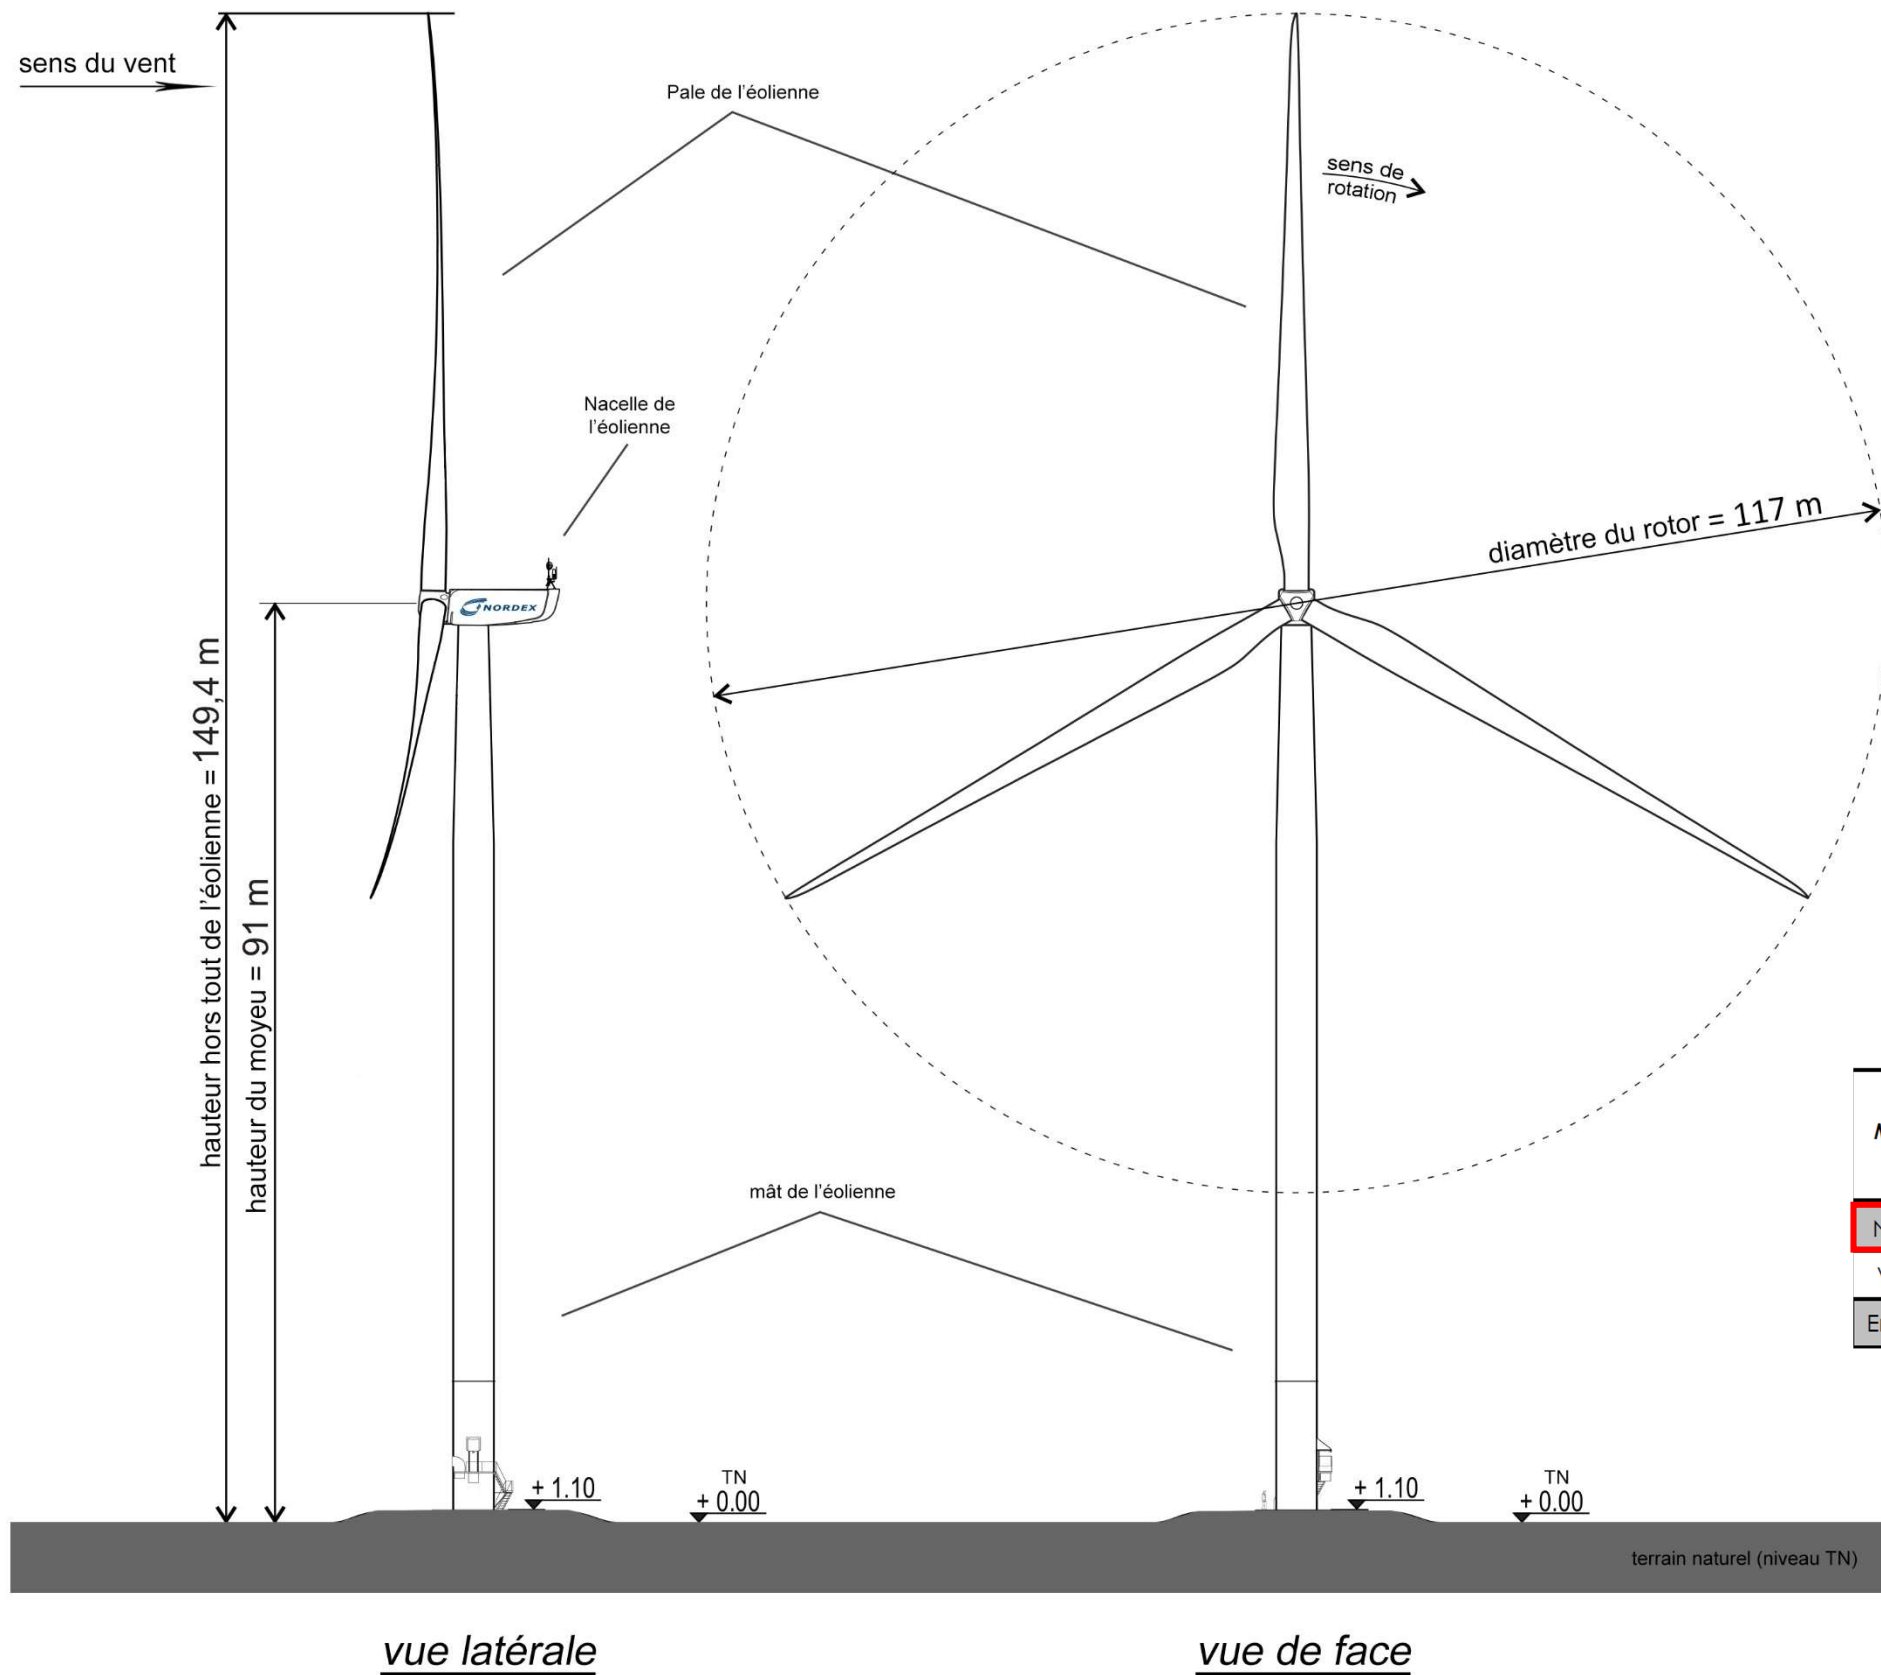 sens du vent
Pale de l'éolienne
sens de
rotation
Nacelle de
l'éolienne
diamètre du rotor = 117 m
NORDEX
hauteur hors tout de l'éolienne = 149,4 m
hauteur du moyeu = 91 m
mât de l'éolienne
+ 1.10
TN
+ 0.00
+ 1.10
TN
+ 0.00
terrain naturel (niveau TN)
vue latérale
vue de face